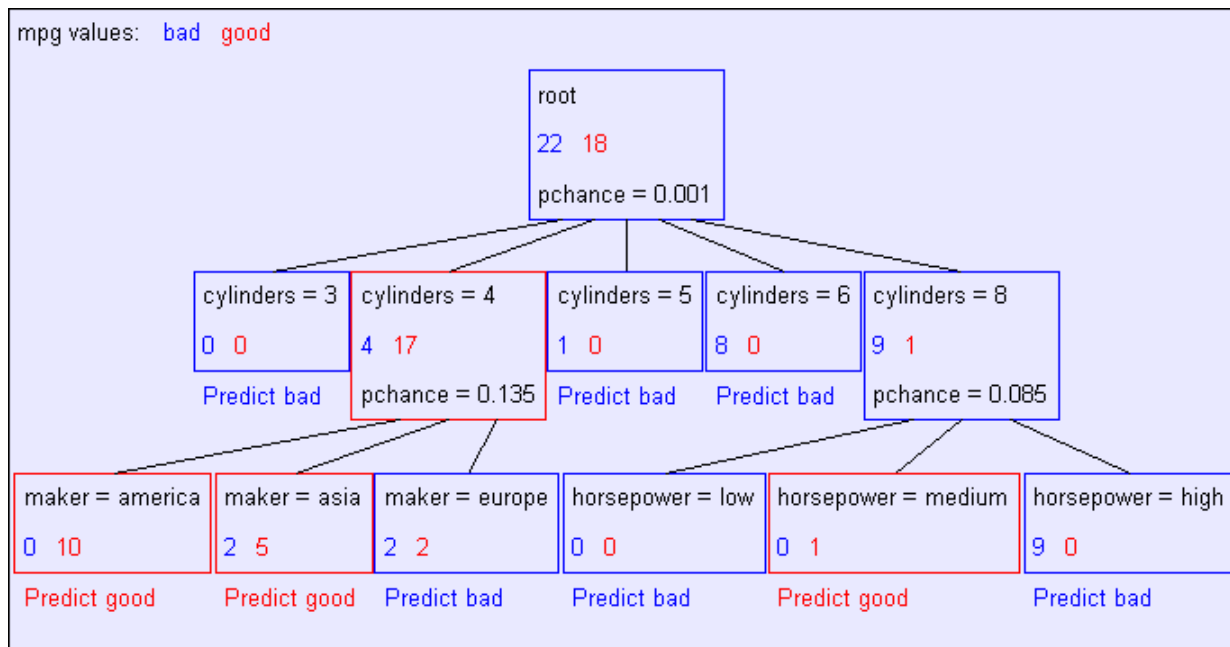 mpg values: bad good
root
22 18
pchance = 0.001
cylinders = 3
0 0
Predict bad
cylinders = 4
4 17
pchance = 0.135
cylinders = 5
1 0
Predict bad
cylinders = 6
8 0
Predict bad
cylinders = 8
9 1
pchance = 0.085
maker = america
0 10
Predict good
maker = asia
2 5
Predict good
maker = europe
2 2
Predict bad
horsepower = low
0 0
Predict bad
horsepower = medium
0 1
Predict good
horsepower = high
9 0
Predict bad